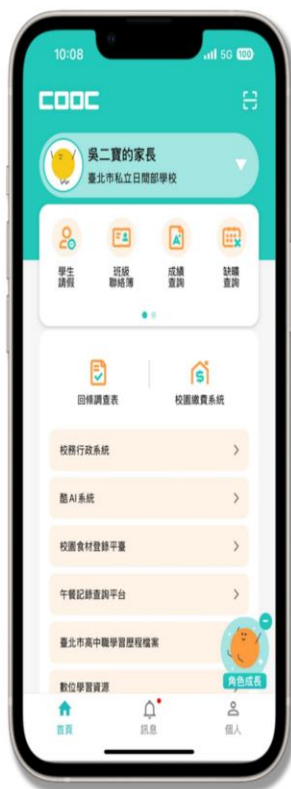 10:08
5G 100
COOC
吳二寶的家長
臺北市私立日間部學校
學生
請假
班級
聯絡簿
成績
查詢
缺曠
查詢
回條調查表
校園繳費系統
校務行政系統
酷AI系統
校園食材登錄平臺
午餐記錄查詢平台
臺北市高中職學習歷程檔案
數位學習資源
角色成長
首頁
訊息
個人